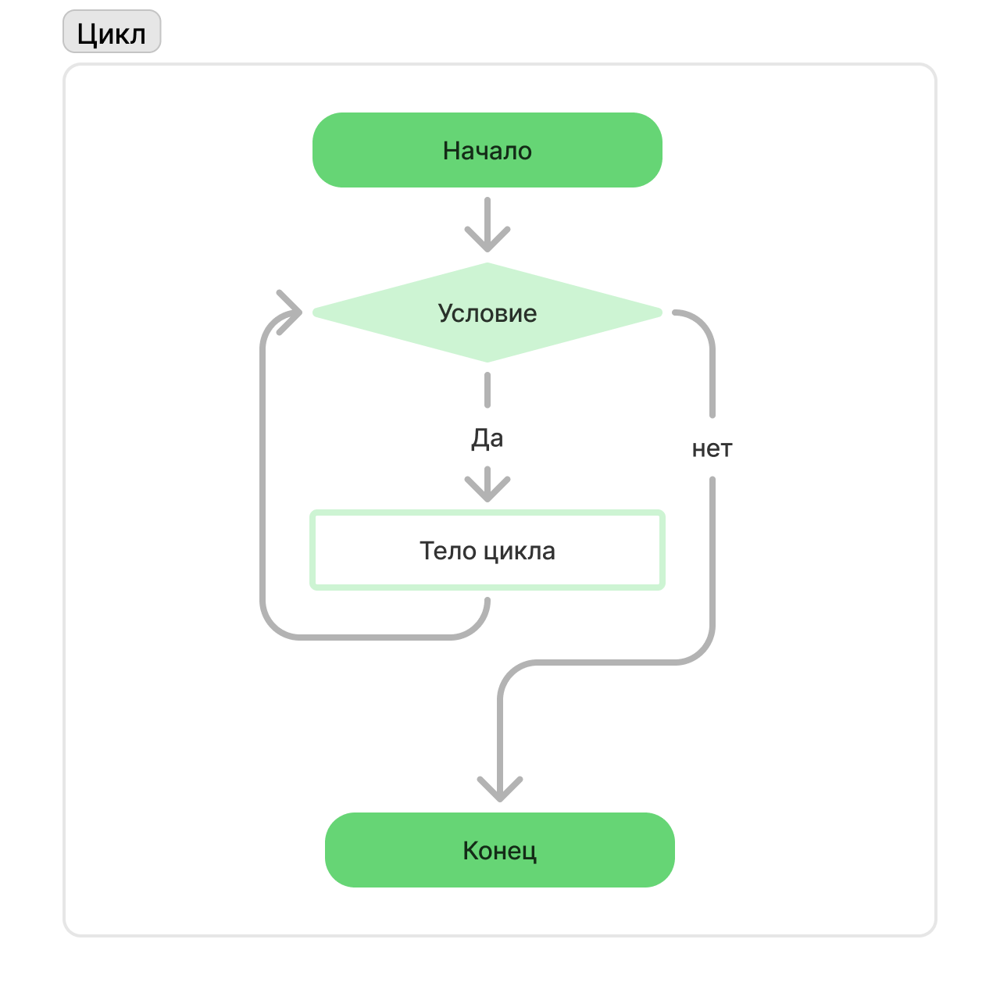 Цикл
Начало
Условие
Да
нет
Тело цикла
Конец